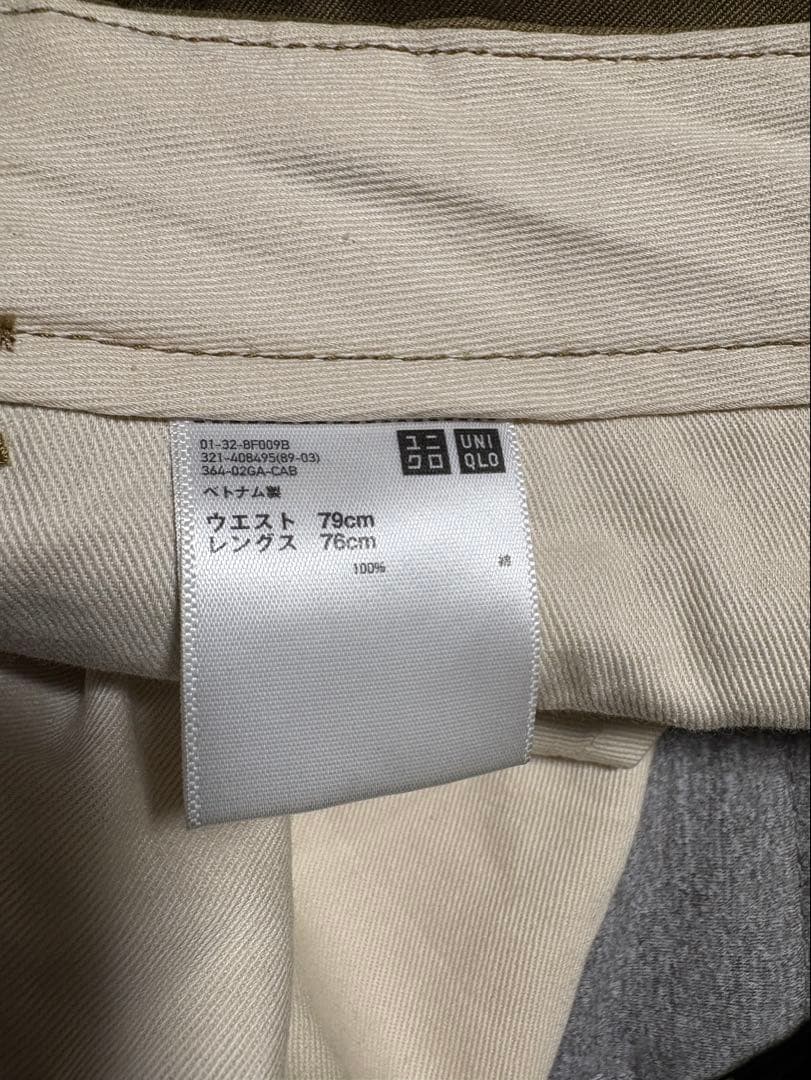 01-32-8F009B
321-408495(89-03)
364-02GA-CAB
ユニクロ
UNIQLO
ベトナム製
ウエスト 79cm
レングス 76cm
100% 綿